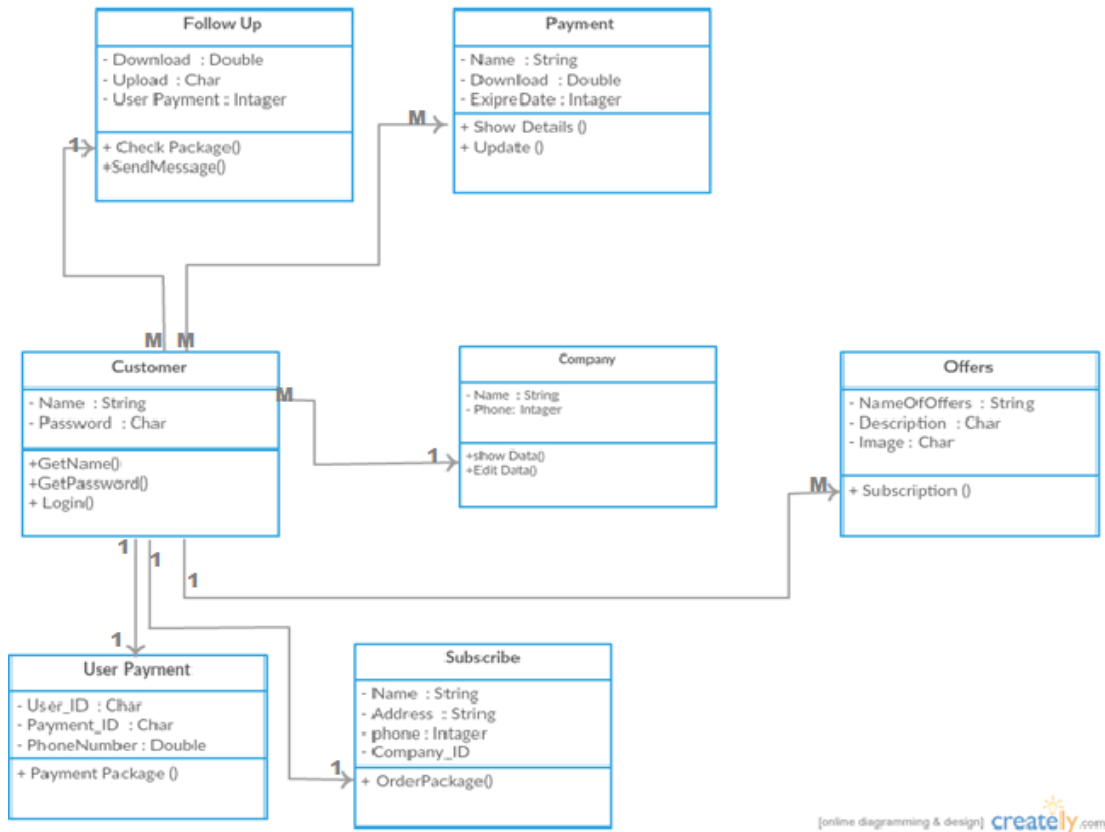 Follow Up
- Download : Double
- Upload : Char
- User Payment : Intager
+ Check Package()
+SendMessage()
Payment
- Name : String
- Download : Double
- ExipreDate : Intager
+ Show Details ()
+ Update ()
1
M
M
M
Customer
- Name : String
- Password : Char
+GetName()
+GetPassword()
+ Login()
M
1
Company
- Name : String
- Phone: Intager
+show Data()
+Edit Data()
Offers
- NameOfOffers : String
- Description : Char
- Image : Char
+ Subscription ()
M
1
1
1
1
User Payment
- User_ID : Char
- Payment_ID : Char
- PhoneNumber : Double
+ Payment Package ()
1
Subscribe
- Name : String
- Address : String
- phone : Intager
- Company_ID
+ OrderPackage()
[online diagramming & design] creately.com